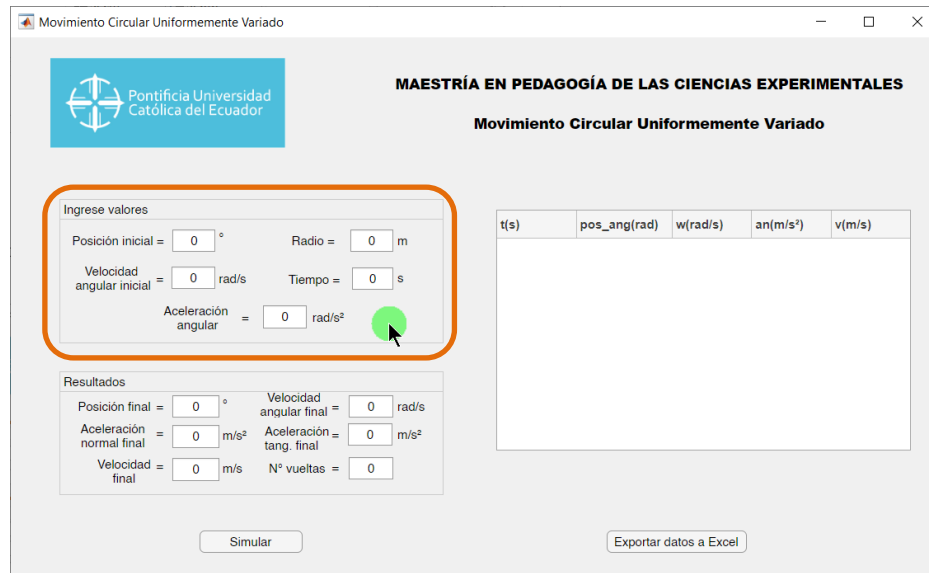 Movimiento Circular Uniformemente Variado
Pontificia Universidad
Católica del Ecuador
MAESTRÍA EN PEDAGOGÍA DE LAS CIENCIAS EXPERIMENTALES
Movimiento Circular Uniformemente Variado
Ingrese valores
Posición inicial = 0 °
Radio = 0 m
Velocidad
angular inicial = 0 rad/s
Tiempo = 0 s
Aceleración
angular = 0 rad/s²
Resultados
Posición final = 0 °
Velocidad
angular final = 0 rad/s
Aceleración
normal final = 0 m/s²
Aceleración
tang. final = 0 m/s²
Velocidad
final = 0 m/s
Nº vueltas = 0
Simular
t(s) pos_ang(rad) w(rad/s) an(m/s²) v(m/s)
Exportar datos a Excel